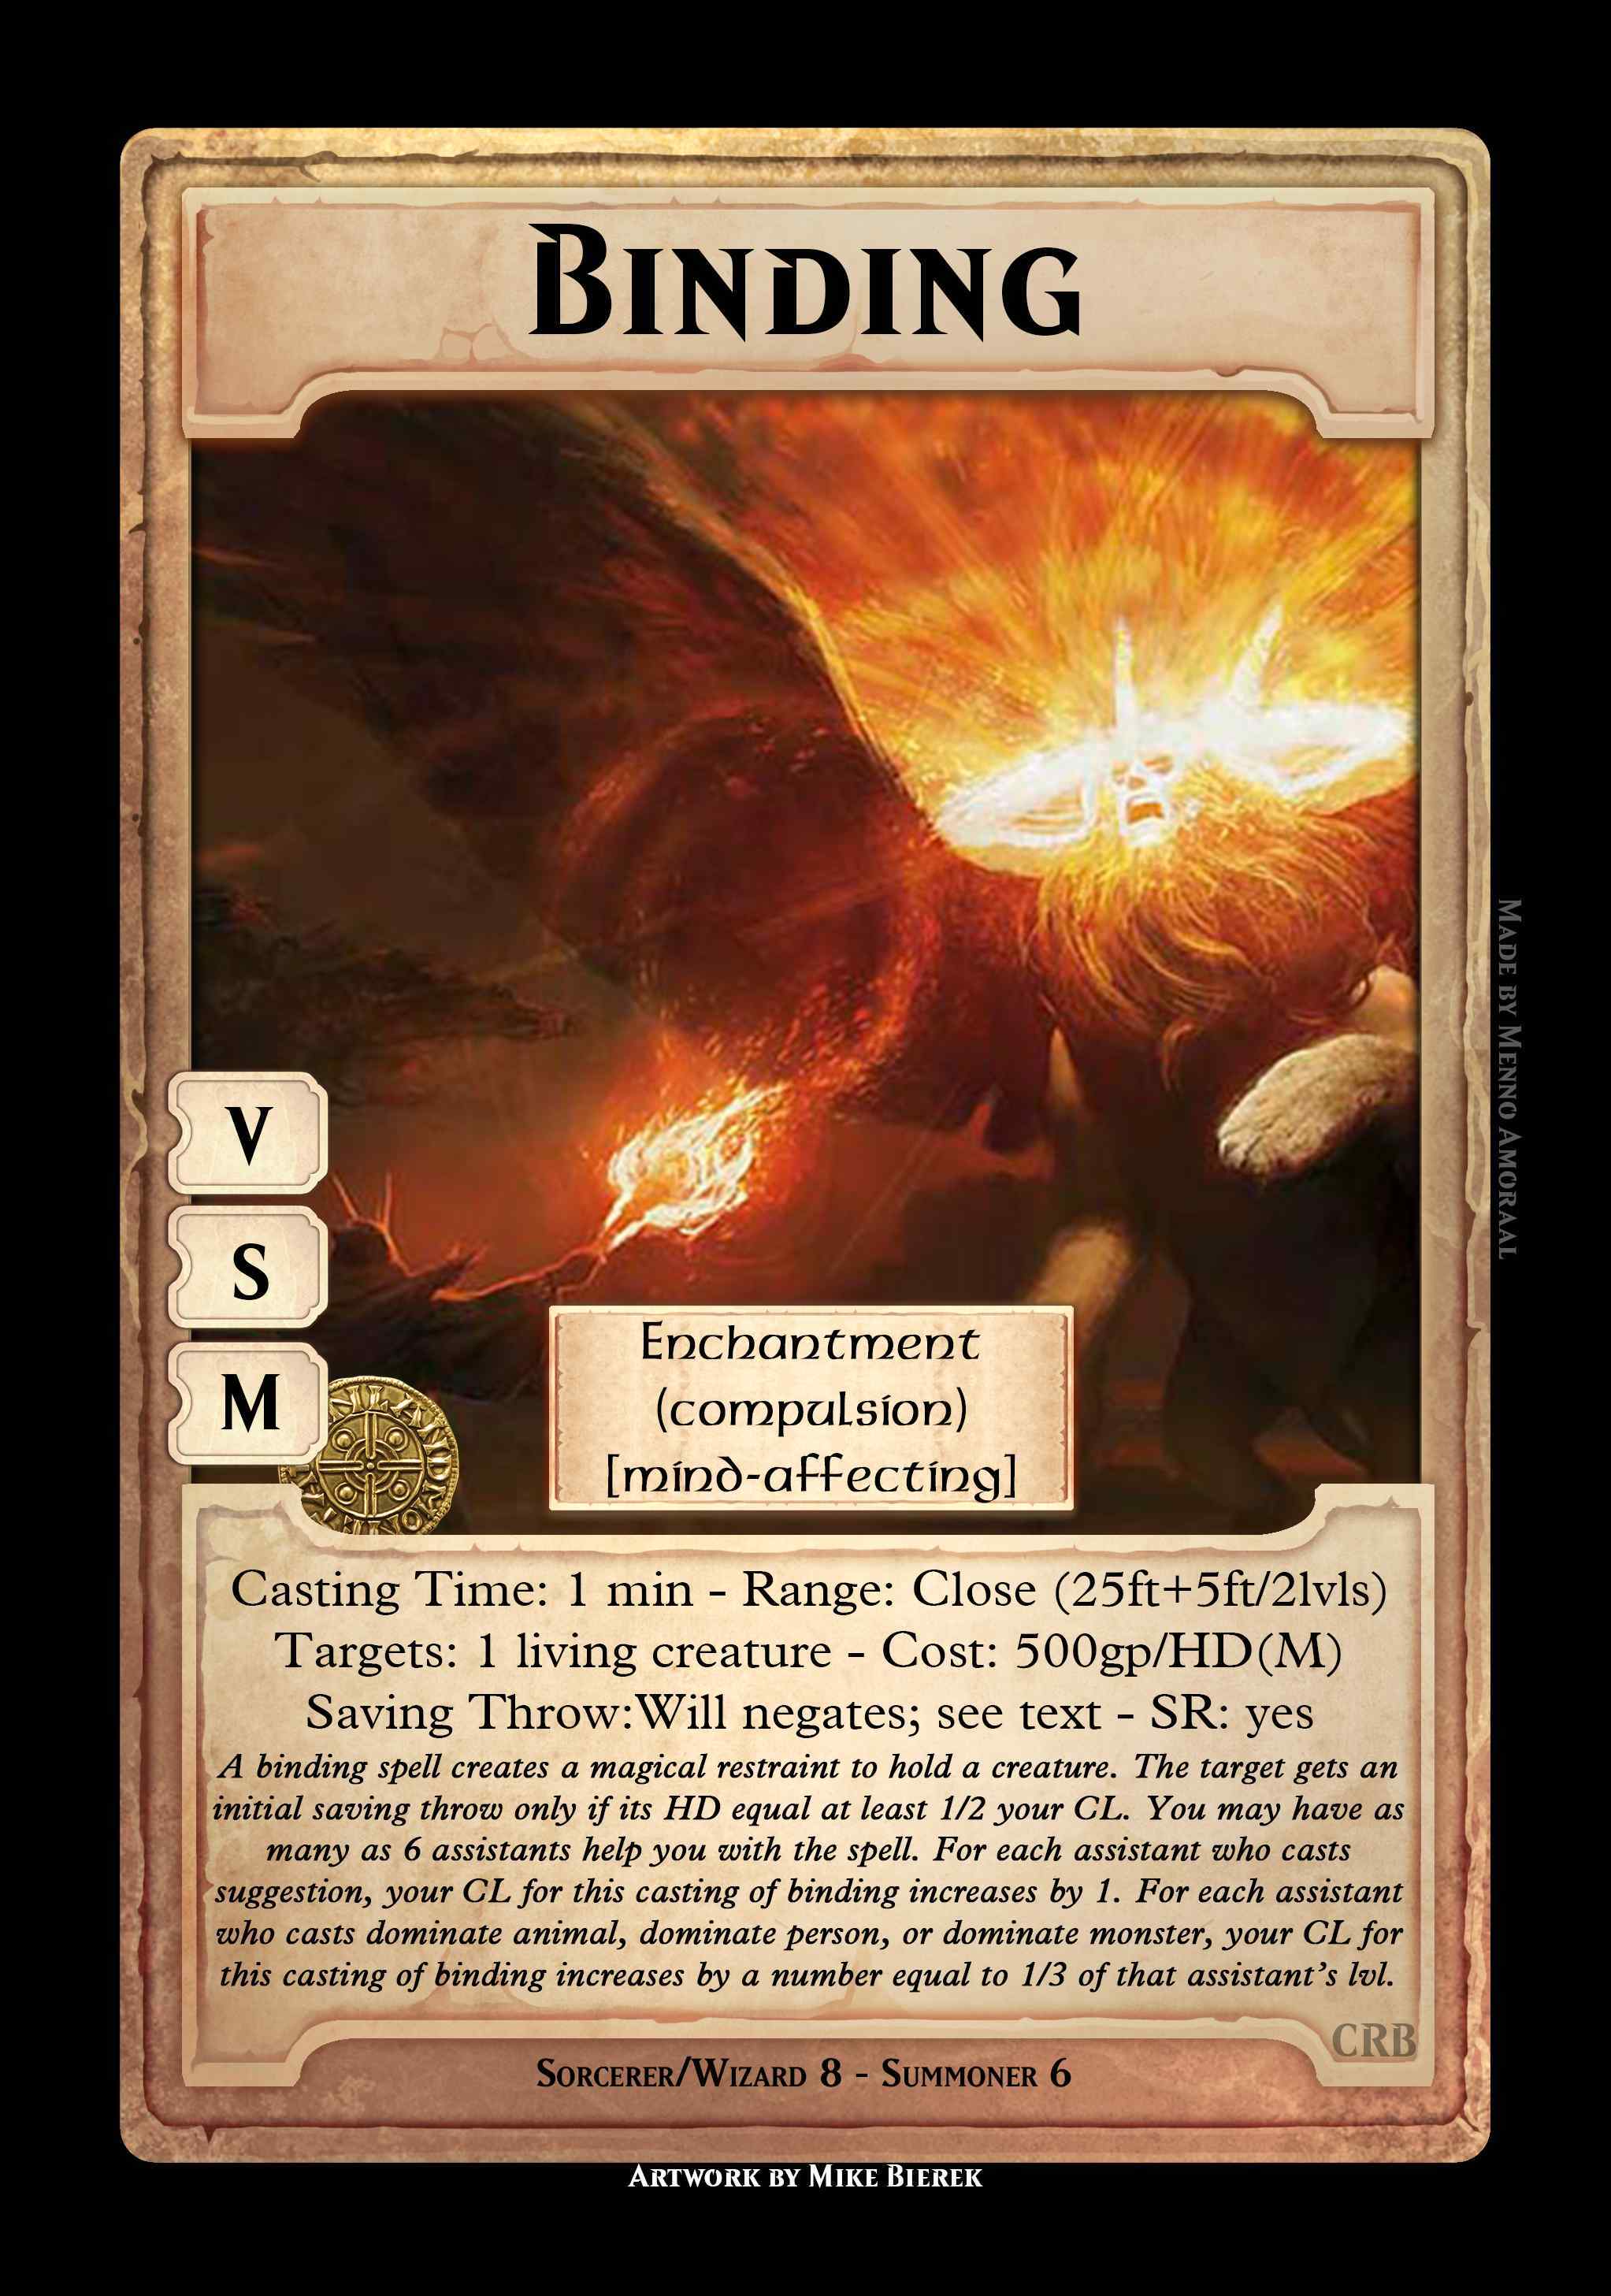 Binding
V
S
M
Enchantment
(compulsion)
[mind-affecting]
Casting Time: 1 min - Range: Close (25ft+5ft/2lvls)
Targets: 1 living creature - Cost: 500gp/HD(M)
Saving Throw:Will negates; see text - SR: yes
A binding spell creates a magical restraint to hold a creature. The target gets an
initial saving throw only if its HD equal at least 1/2 your CL. You may have as
many as 6 assistants help you with the spell. For each assistant who casts
suggestion, your CL for this casting of binding increases by 1. For each assistant
who casts dominate animal, dominate person, or dominate monster, your CL for
this casting of binding increases by a number equal to 1/3 of that assistant's lvl.
CRB
Sorcerer/Wizard 8 - Summoner 6
Artwork by Mike Bierek
Made by Menno Amoraal